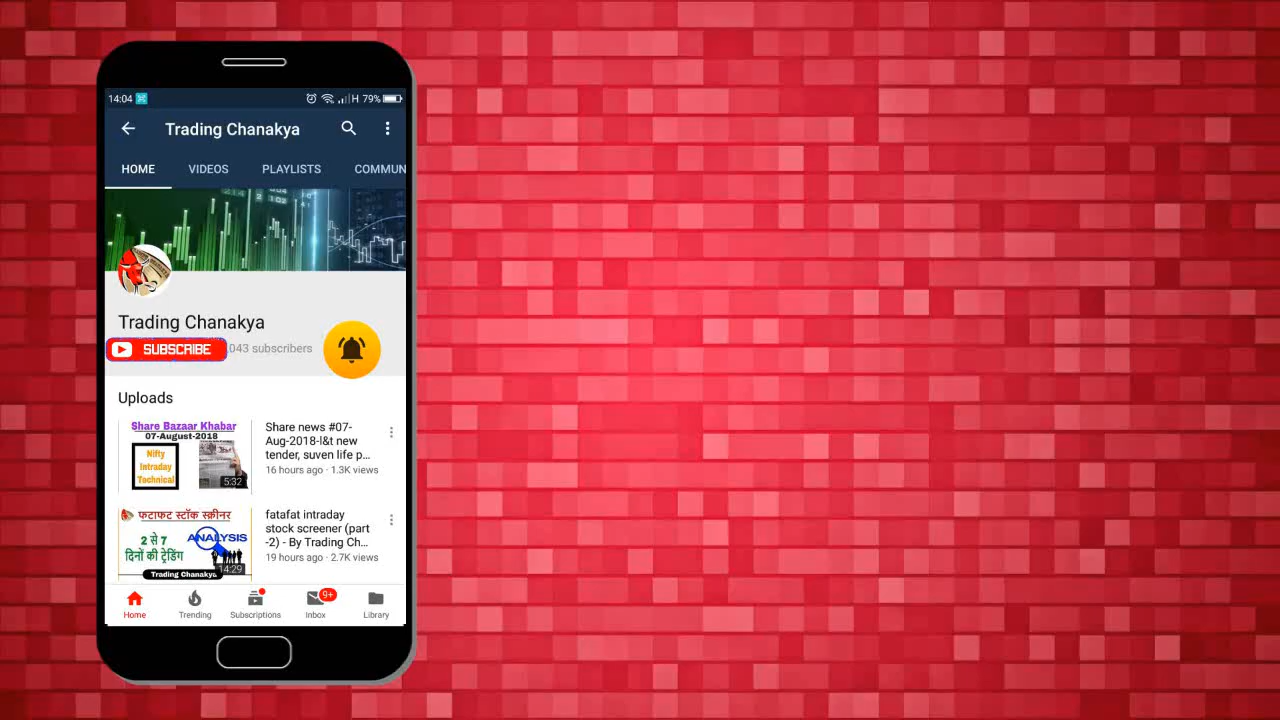 14:04
H 79%
Trading Chanakya
HOME VIDEOS PLAYLISTS COMMUN
Trading Chanakya
SUBSCRIBE 043 subscribers
Uploads
Share Bazaar Khabar
07-August-2018
Nifty
Intraday
Technical
5:32
Share news #07-
Aug-2018-l&t new
tender, suven life p...
16 hours ago · 1.3K views
फटाफट स्टॉक स्क्रीनर
2 से 7
दिनों की ट्रेडिंग
ANALYSIS
14:29
Trading Chanakya
fatafat intraday
stock screener (part
-2) - By Trading Ch...
19 hours ago · 2.7K views
9+
Home Trending Subscriptions Inbox Library